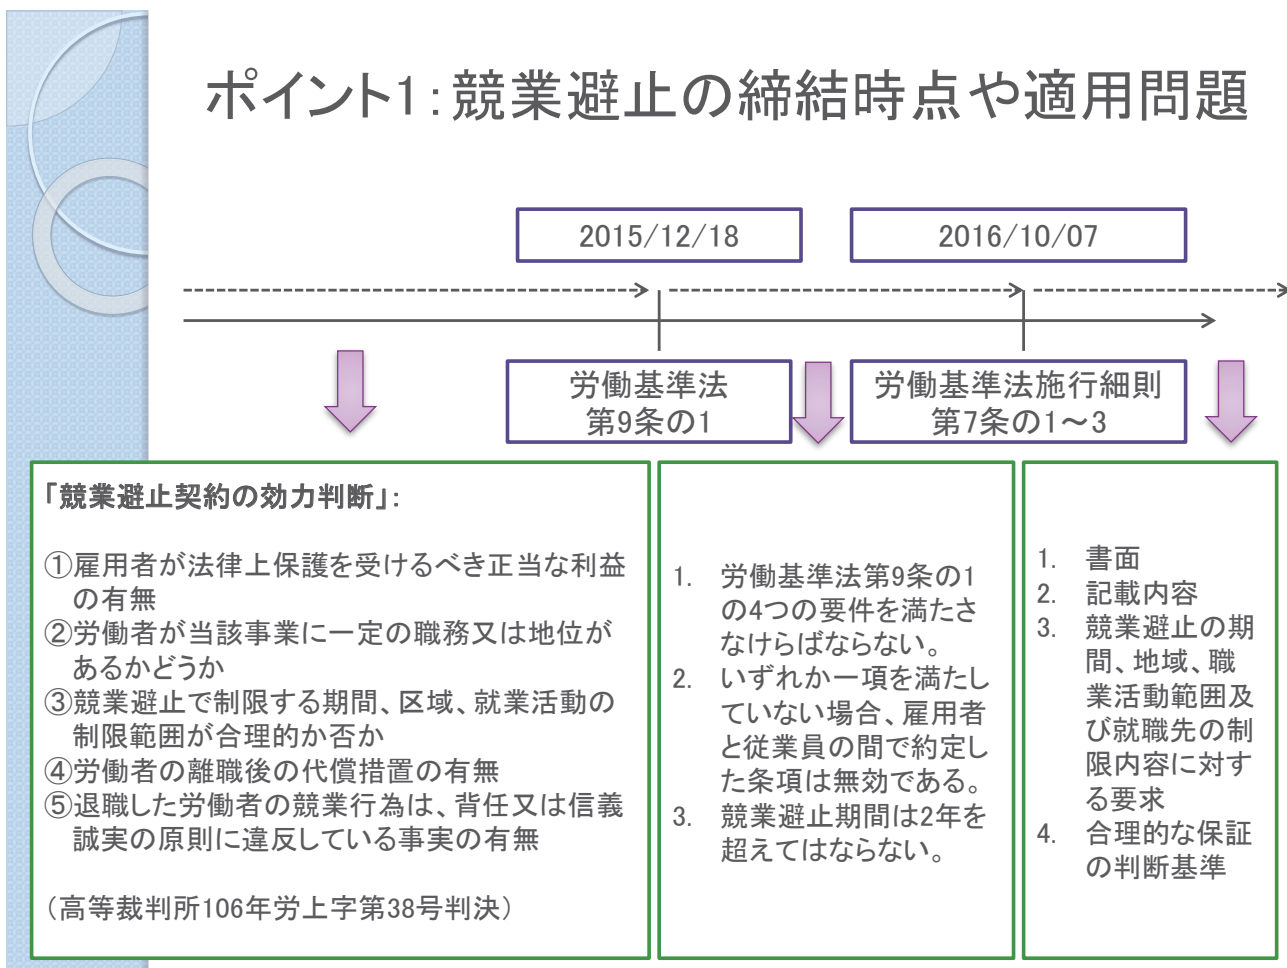 ポイント1:競業避止の締結時点や適用問題
2015/12/18
2016/10/07
労働基準法
第9条の1
労働基準法施行細則
第7条の1～3
「競業避止契約の効力判断」:
①雇用者が法律上保護を受けるべき正当な利益
の有無
②労働者が当該事業に一定の職務又は地位が
あるかどうか
③競業避止で制限する期間、区域、就業活動の
制限範囲が合理的か否か
④労働者の離職後の代償措置の有無
⑤退職した労働者の競業行為は、背任又は信義
誠実の原則に違反している事実の有無
(高等裁判所106年労上字第38号判決)
1. 労働基準法第9条の1
の4つの要件を満たさ
なけらばならない。
2. いずれか一項を満たし
ていない場合、雇用者
と従業員の間で約定し
た条項は無効である。
3. 競業避止期間は2年を
超えてはならない。
1. 書面
2. 記載内容
3. 競業避止の期
間、地域、職
業活動範囲及
び就職先の制
限内容に対す
る要求
4. 合理的な保証
の判断基準